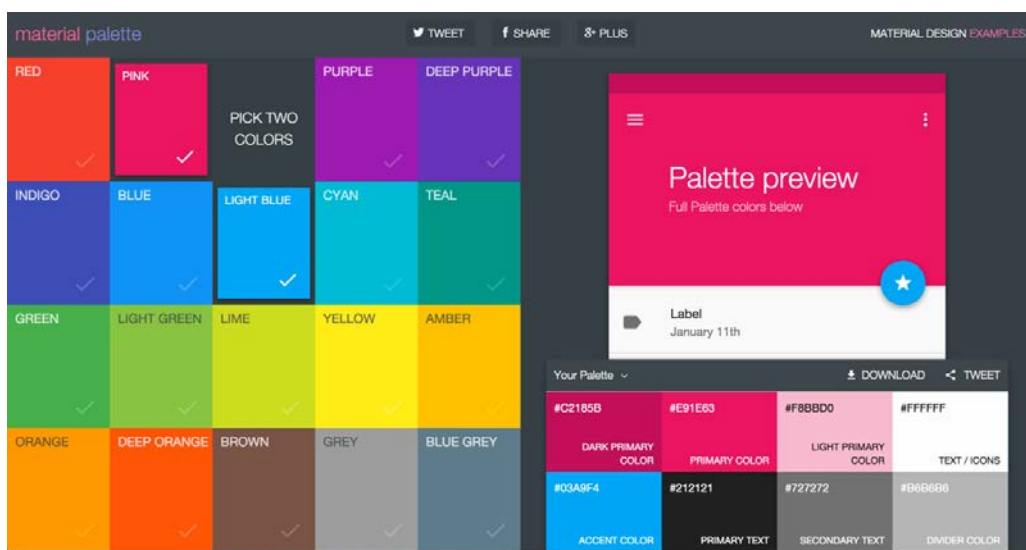 material palette
TWEET
SHARE
PLUS
MATERIAL DESIGN EXAMPLES
RED
PINK
PICK TWO
COLORS
PURPLE
DEEP PURPLE
INDIGO
BLUE
LIGHT BLUE
CYAN
TEAL
GREEN
LIGHT GREEN
LIME
YELLOW
AMBER
ORANGE
DEEP ORANGE
BROWN
GREY
BLUE GREY
Palette preview
Full Palette colors below
Label
January 11th
Your Palette
DOWNLOAD
TWEET
#C2185B
DARK PRIMARY
COLOR
#E91E63
PRIMARY COLOR
#F8BBD0
LIGHT PRIMARY
COLOR
#FFFFFF
TEXT / ICONS
#03A9F4
ACCENT COLOR
#212121
PRIMARY TEXT
#727272
SECONDARY TEXT
#B6B6B6
DIVIDER COLOR